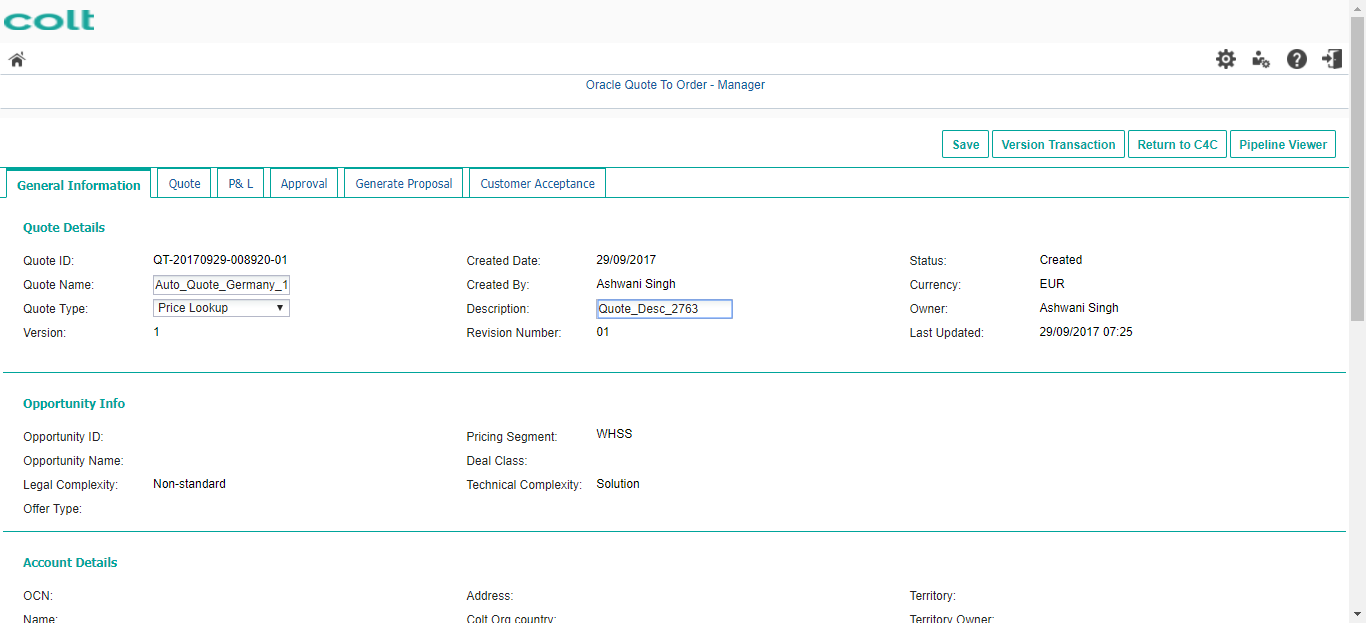 colt
Oracle Quote To Order - Manager
Save Version Transaction Return to C4C Pipeline Viewer
General Information Quote P& L Approval Generate Proposal Customer Acceptance
Quote Details
Quote ID: QT-20170929-008920-01 Created Date: 29/09/2017 Status: Created
Quote Name: Auto_Quote_Germany_1 Created By: Ashwani Singh Currency: EUR
Quote Type: Price Lookup Description: Quote_Desc_2763 Owner: Ashwani Singh
Version: 1 Revision Number: 01 Last Updated: 29/09/2017 07:25
Opportunity Info
Opportunity ID: Pricing Segment: WHSS
Opportunity Name: Deal Class:
Legal Complexity: Non-standard Technical Complexity: Solution
Offer Type:
Account Details
OCN: Address: Territory:
Name: Colt Org country: Territory Owner: